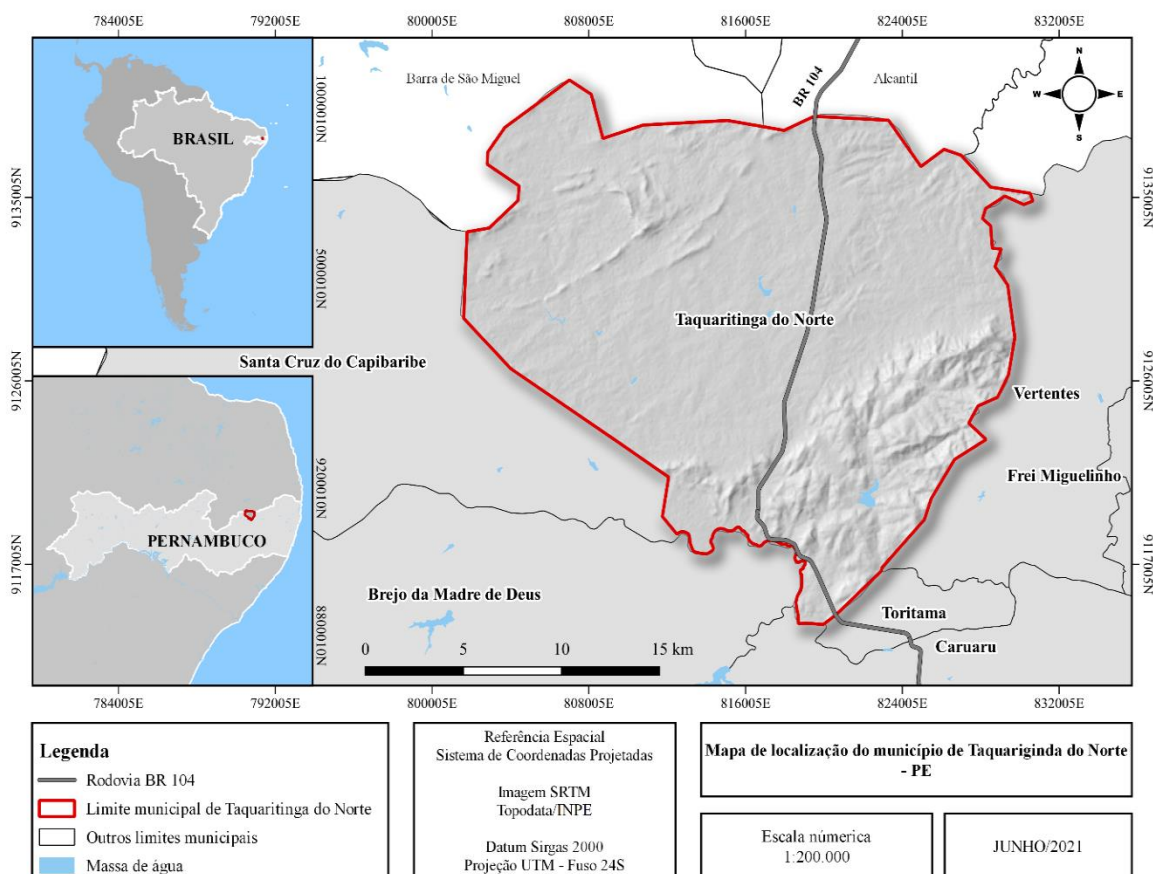 784005E 792005E 800005E 808005E 816005E 824005E 832005E
BRASIL
1000010N
5000010N
9135005N
9126005N
9117005N
PERNAMBUCO
9200010N
8800010N
Barra de São Miguel
BR 104
Alcantil
N
W E
S
9135005N
9126005N
9117005N
Taquaritinga do Norte
Santa Cruz do Capibaribe
Vertentes
Frei Miguelinho
Brejo da Madre de Deus
Toritama
Caruaru
0 5 10 15 km
784005E 792005E 800005E 808005E 816005E 824005E 832005E
Legenda
Rodovia BR 104
Limite municipal de Taquaritinga do Norte
Outros limites municipais
Massa de água
Referência Espacial
Sistema de Coordenadas Projetadas
Imagem SRTM
Topodata/INPE
Datum Sirgas 2000
Projeção UTM - Fuso 24S
Mapa de localização do município de Taquariginda do Norte
- PE
Escala númerica
1:200.000
JUNHO/2021